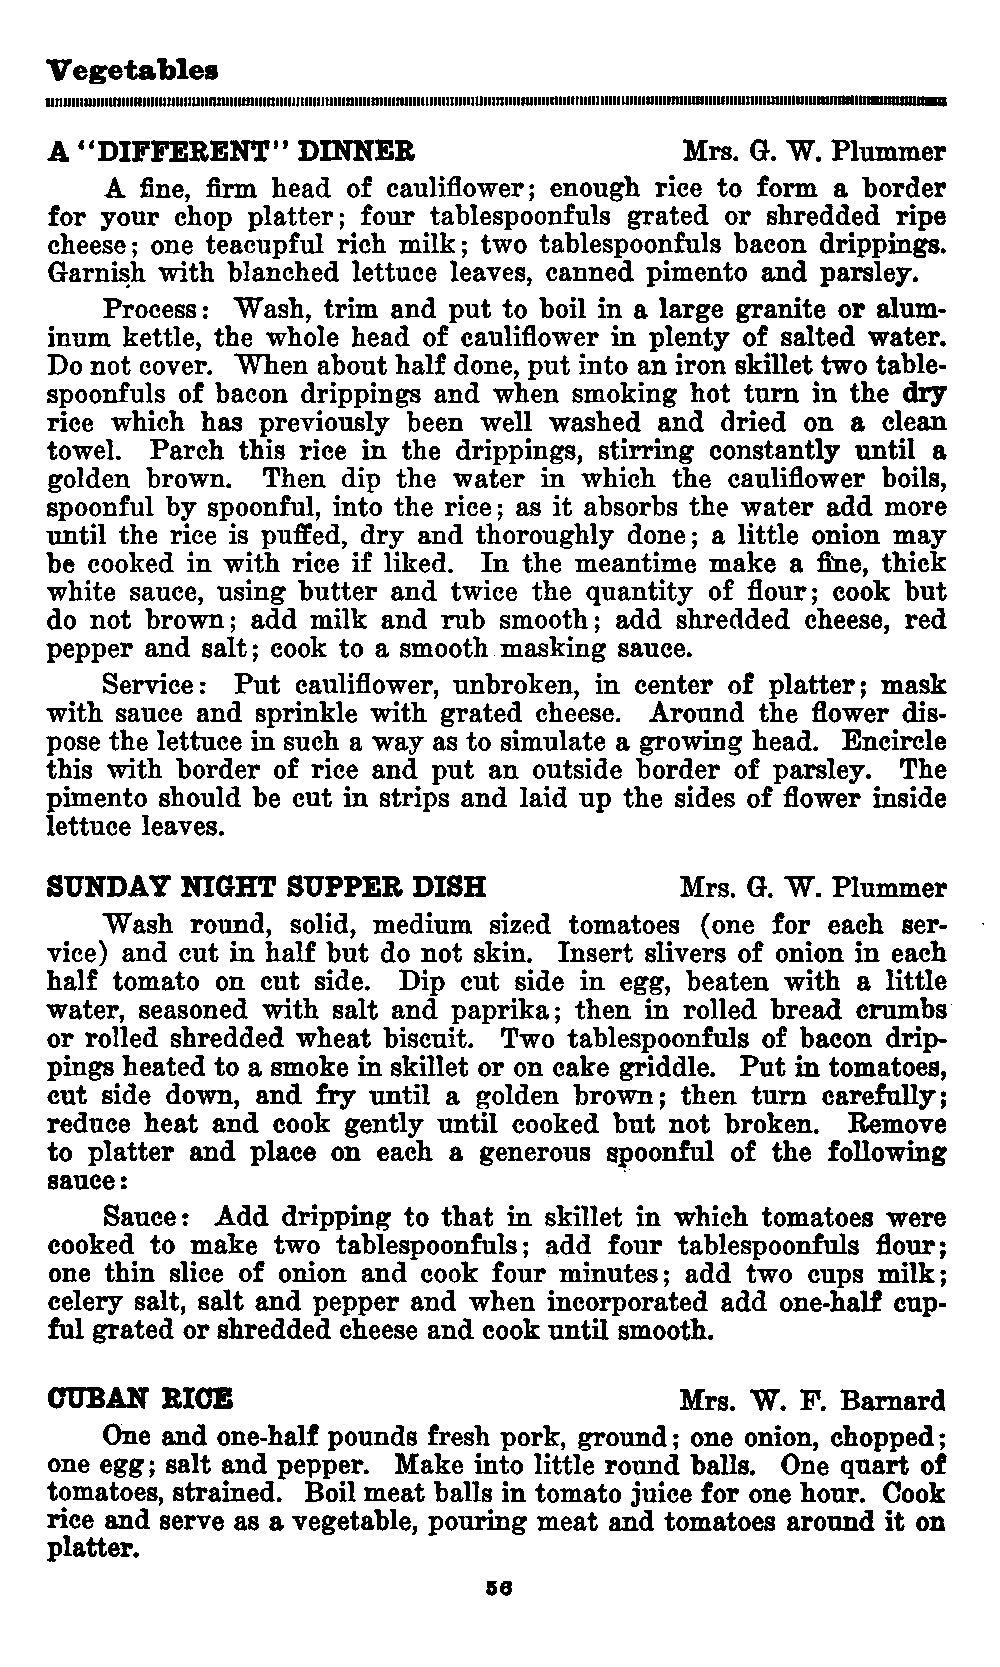 Vegetables
A "DIFFERENT" DINNER Mrs. G. W. Plummer
A fine, firm head of cauliflower; enough rice to form a border
for your chop platter; four tablespoonfuls grated or shredded ripe
cheese; one teacupful rich milk; two tablespoonfuls bacon drippings.
Garnish with blanched lettuce leaves, canned pimento and parsley.
Process: Wash, trim and put to boil in a large granite or alum-
inum kettle, the whole head of cauliflower in plenty of salted water.
Do not cover. When about half done, put into an iron skillet two table-
spoonfuls of bacon drippings and when smoking hot turn in the dry
rice which has previously been well washed and dried on a clean
towel. Parch this rice in the drippings, stirring constantly until a
golden brown. Then dip the water in which the cauliflower boils,
spoonful by spoonful, into the rice; as it absorbs the water add more
until the rice is puffed, dry and thoroughly done; a little onion may
be cooked in with rice if liked. In the meantime make a fine, thick
white sauce, using butter and twice the quantity of flour; cook but
do not brown; add milk and rub smooth; add shredded cheese, red
pepper and salt; cook to a smooth masking sauce.
Service: Put cauliflower, unbroken, in center of platter; mask
with sauce and sprinkle with grated cheese. Around the flower dis-
pose the lettuce in such a way as to simulate a growing head. Encircle
this with border of rice and put an outside border of parsley. The
pimento should be cut in strips and laid up the sides of flower inside
lettuce leaves.
SUNDAY NIGHT SUPPER DISH Mrs. G. W. Plummer
Wash round, solid, medium sized tomatoes (one for each ser-
vice) and cut in half but do not skin. Insert slivers of onion in each
half tomato on cut side. Dip cut side in egg, beaten with a little
water, seasoned with salt and paprika; then in rolled bread crumbs
or rolled shredded wheat biscuit. Two tablespoonfuls of bacon drip-
pings heated to a smoke in skillet or on cake griddle. Put in tomatoes,
cut side down, and fry until a golden brown; then turn carefully;
reduce heat and cook gently until cooked but not broken. Remove
to platter and place on each a generous spoonful of the following
sauce:
Sauce: Add dripping to that in skillet in which tomatoes were
cooked to make two tablespoonfuls; add four tablespoonfuls flour;
one thin slice of onion and cook four minutes; add two cups milk;
celery salt, salt and pepper and when incorporated add one-half cup-
ful grated or shredded cheese and cook until smooth.
CUBAN RICE Mrs. W. F. Barnard
One and one-half pounds fresh pork, ground; one onion, chopped;
one egg; salt and pepper. Make into little round balls. One quart of
tomatoes, strained. Boil meat balls in tomato juice for one hour. Cook
rice and serve as a vegetable, pouring meat and tomatoes around it on
platter.
56